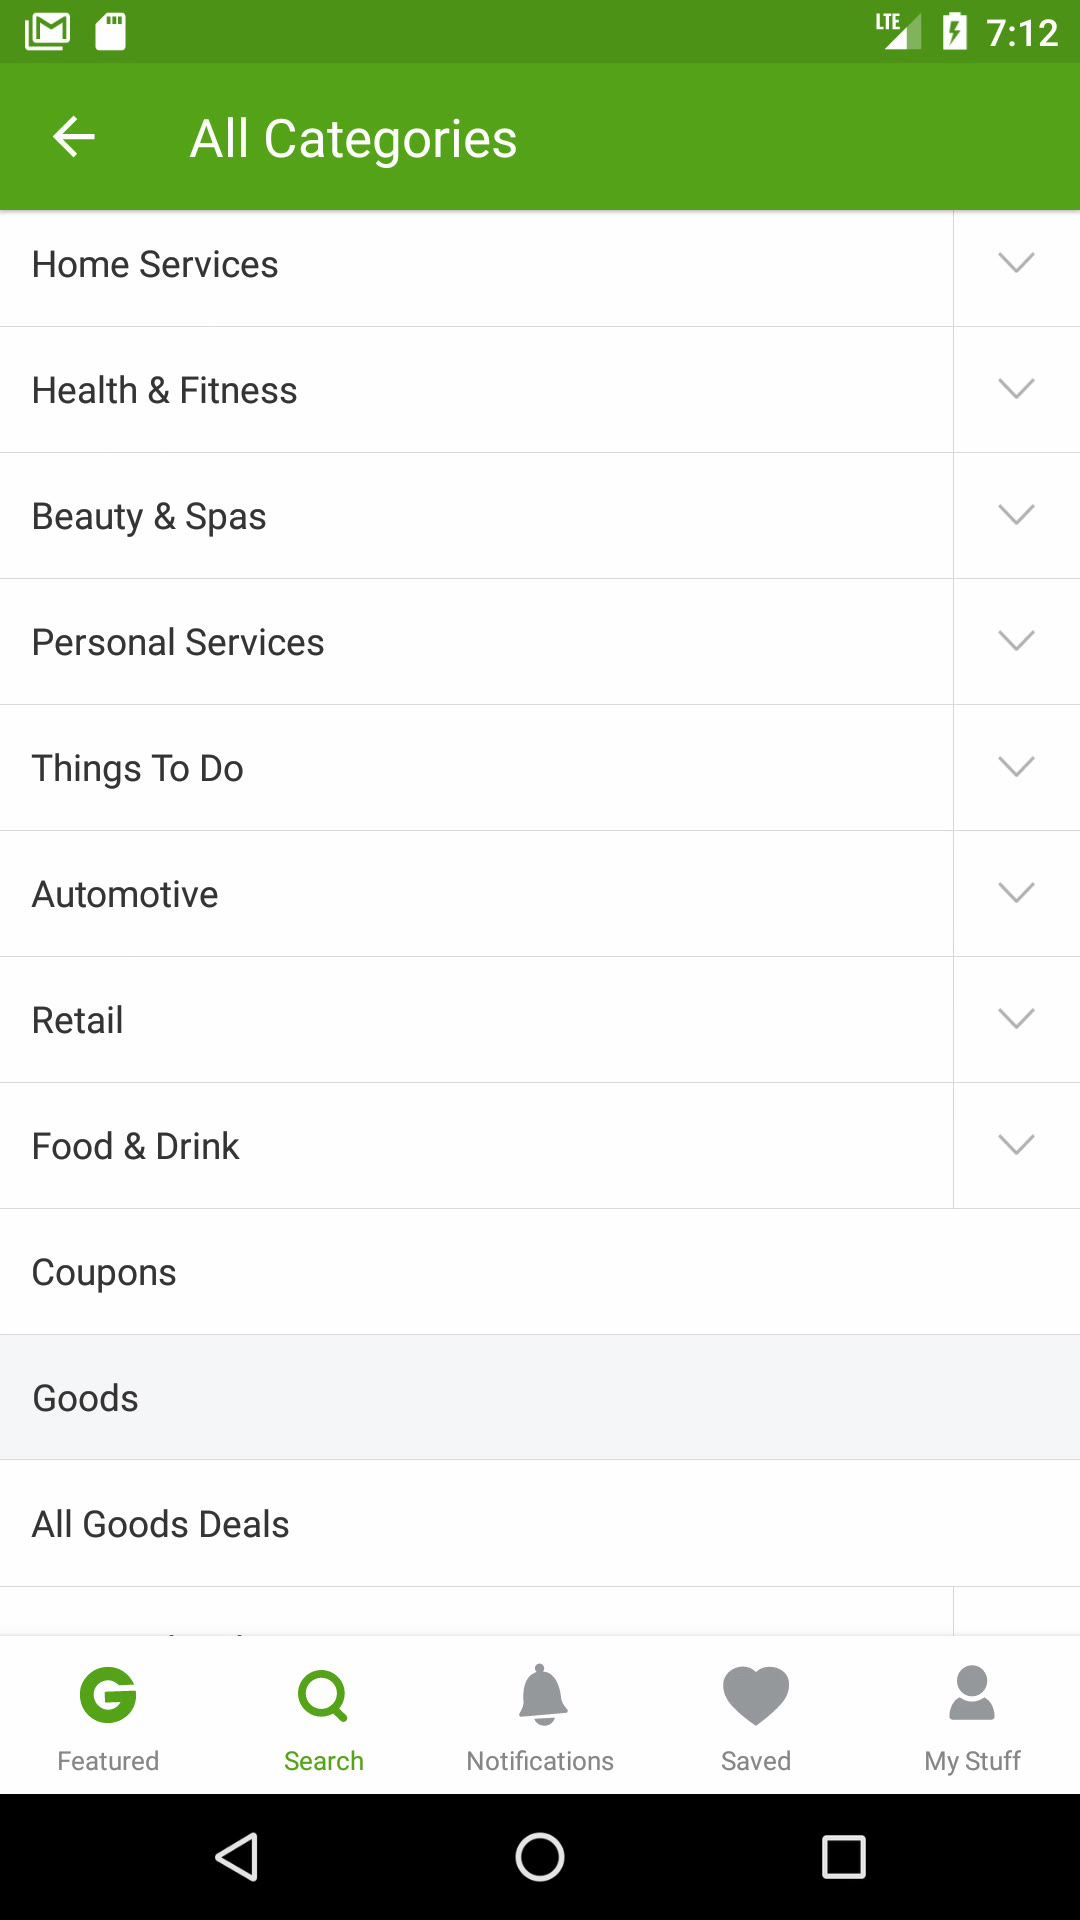 LTE 7:12
All Categories
Home Services
Health & Fitness
Beauty & Spas
Personal Services
Things To Do
Automotive
Retail
Food & Drink
Coupons
Goods
All Goods Deals
Featured
Search
Notifications
Saved
My Stuff